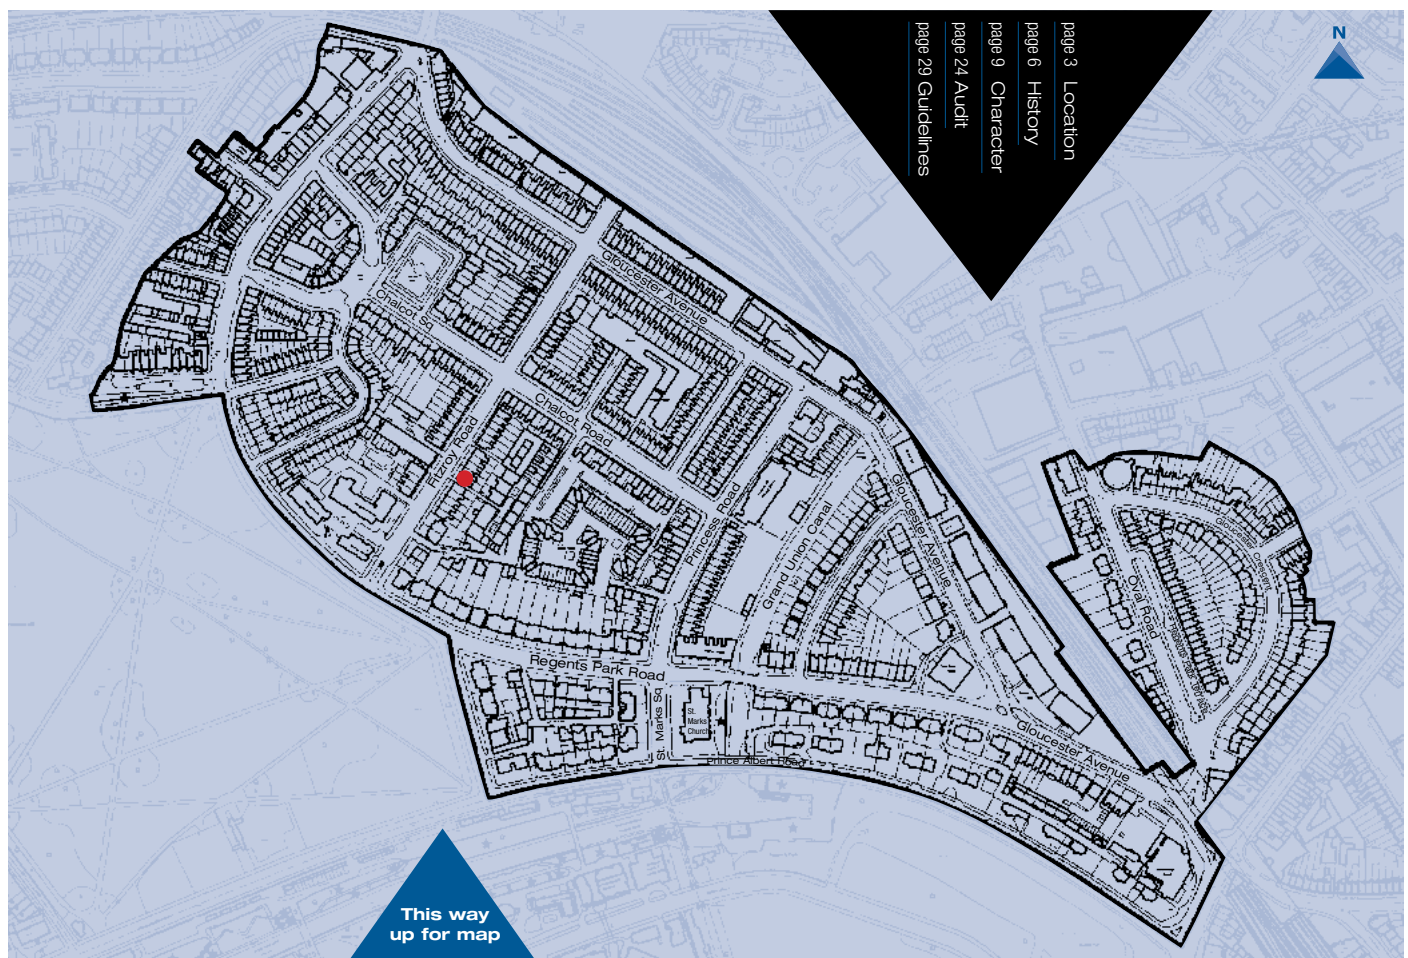 page 3 Location
page 6 History
page 9 Character
page 24 Audit
page 29 Guidelines
N
Gloucester Avenue
Chalcot Sq
Chalcot Road
Fitzroy Road
Princess Road
Grand Union Canal
Gloucester Avenue
Gloucester Crescent
Oval Road
Regents Park Road
St. Marks Sq
St.
Marks
Church
Prince Albert Road
Gloucester Avenue
This way
up for map